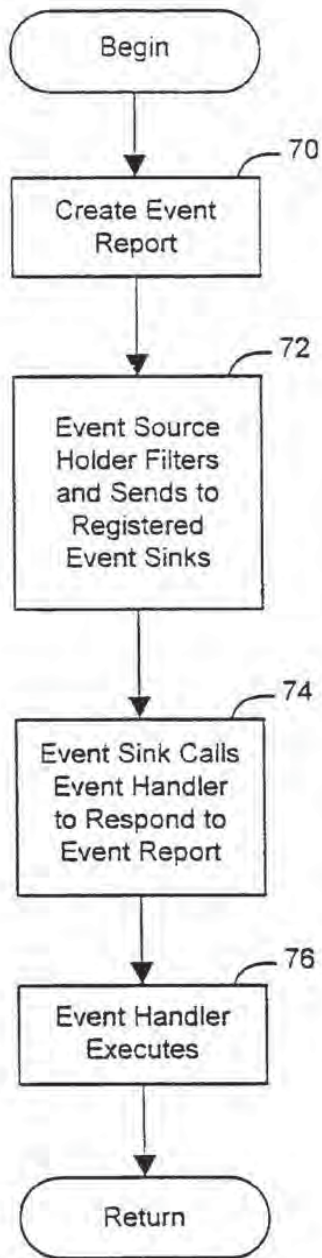 Begin
70
Create Event
Report
72
Event Source
Holder Filters
and Sends to
Registered
Event Sinks
74
Event Sink Calls
Event Handler
to Respond to
Event Report
76
Event Handler
Executes
Return